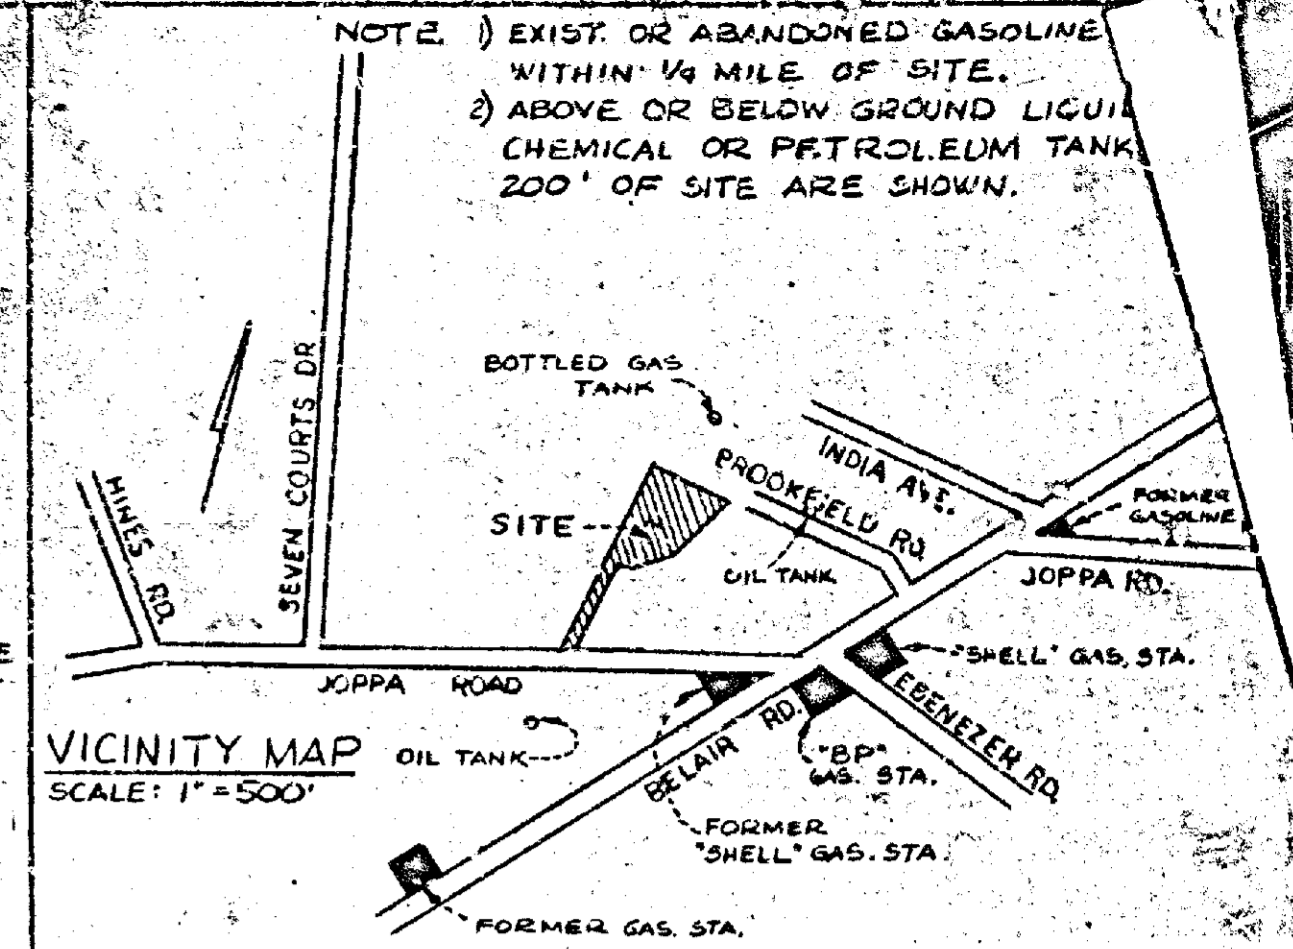 NOTE. 1) EXIST. OR ABANDONED GASOLINE
WITHIN 1/4 MILE OF SITE.
2) ABOVE OR BELOW GROUND LIQUID
CHEMICAL OR PETROLEUM TANK
200' OF SITE ARE SHOWN.
SEVEN COURTS DR
HINES RD.
BOTTLED GAS
TANK
INDIA AVE.
BROOKFIELD RD.
SITE
OIL TANK
FORMER
GASOLINE
JOPPA RD.
"SHELL" GAS. STA.
JOPPA ROAD
EBENEZER RD.
BELAIR RD.
"BP"
GAS. STA.
OIL TANK
VICINITY MAP
SCALE: 1" = 500'
FORMER
"SHELL" GAS. STA.
FORMER GAS. STA.